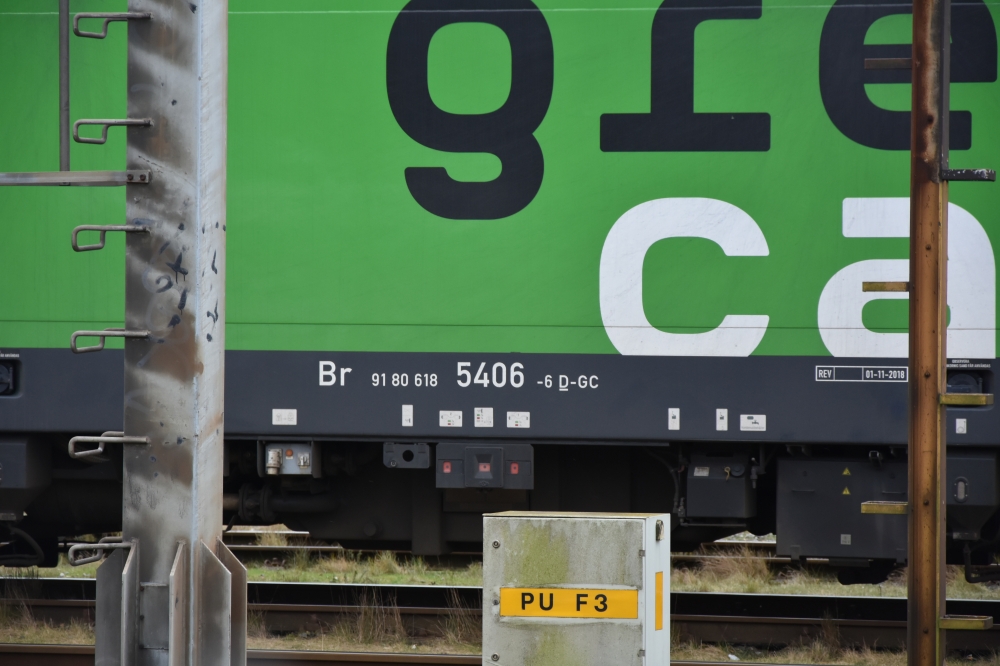 gre
ca
Br 91 80 618 5406 -6 D-GC
REV 01-11-2018
PU F3